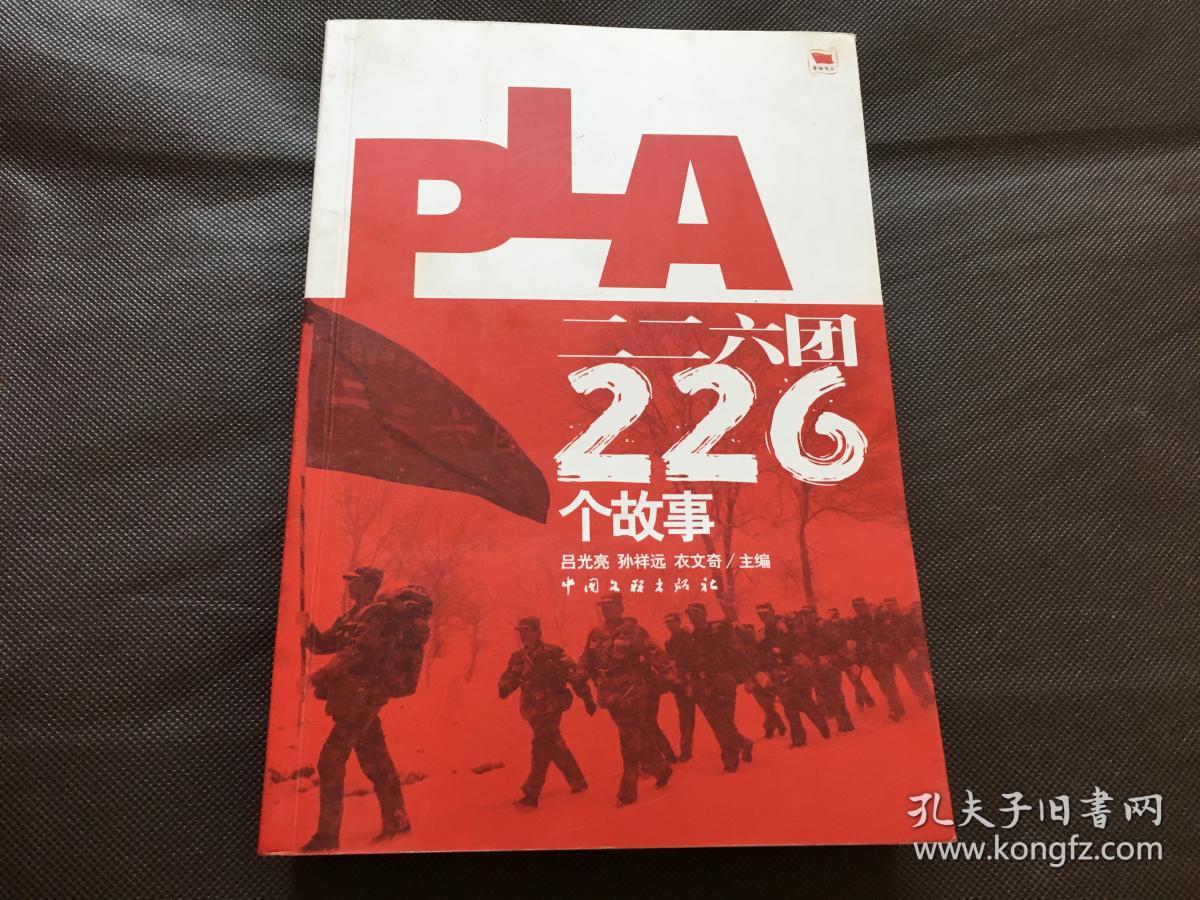 PLA
二二六团
226
个故事
吕光亮 孙祥远 衣文奇/主编
中国文联出版社
孔夫子旧書网
www.kongfz.com